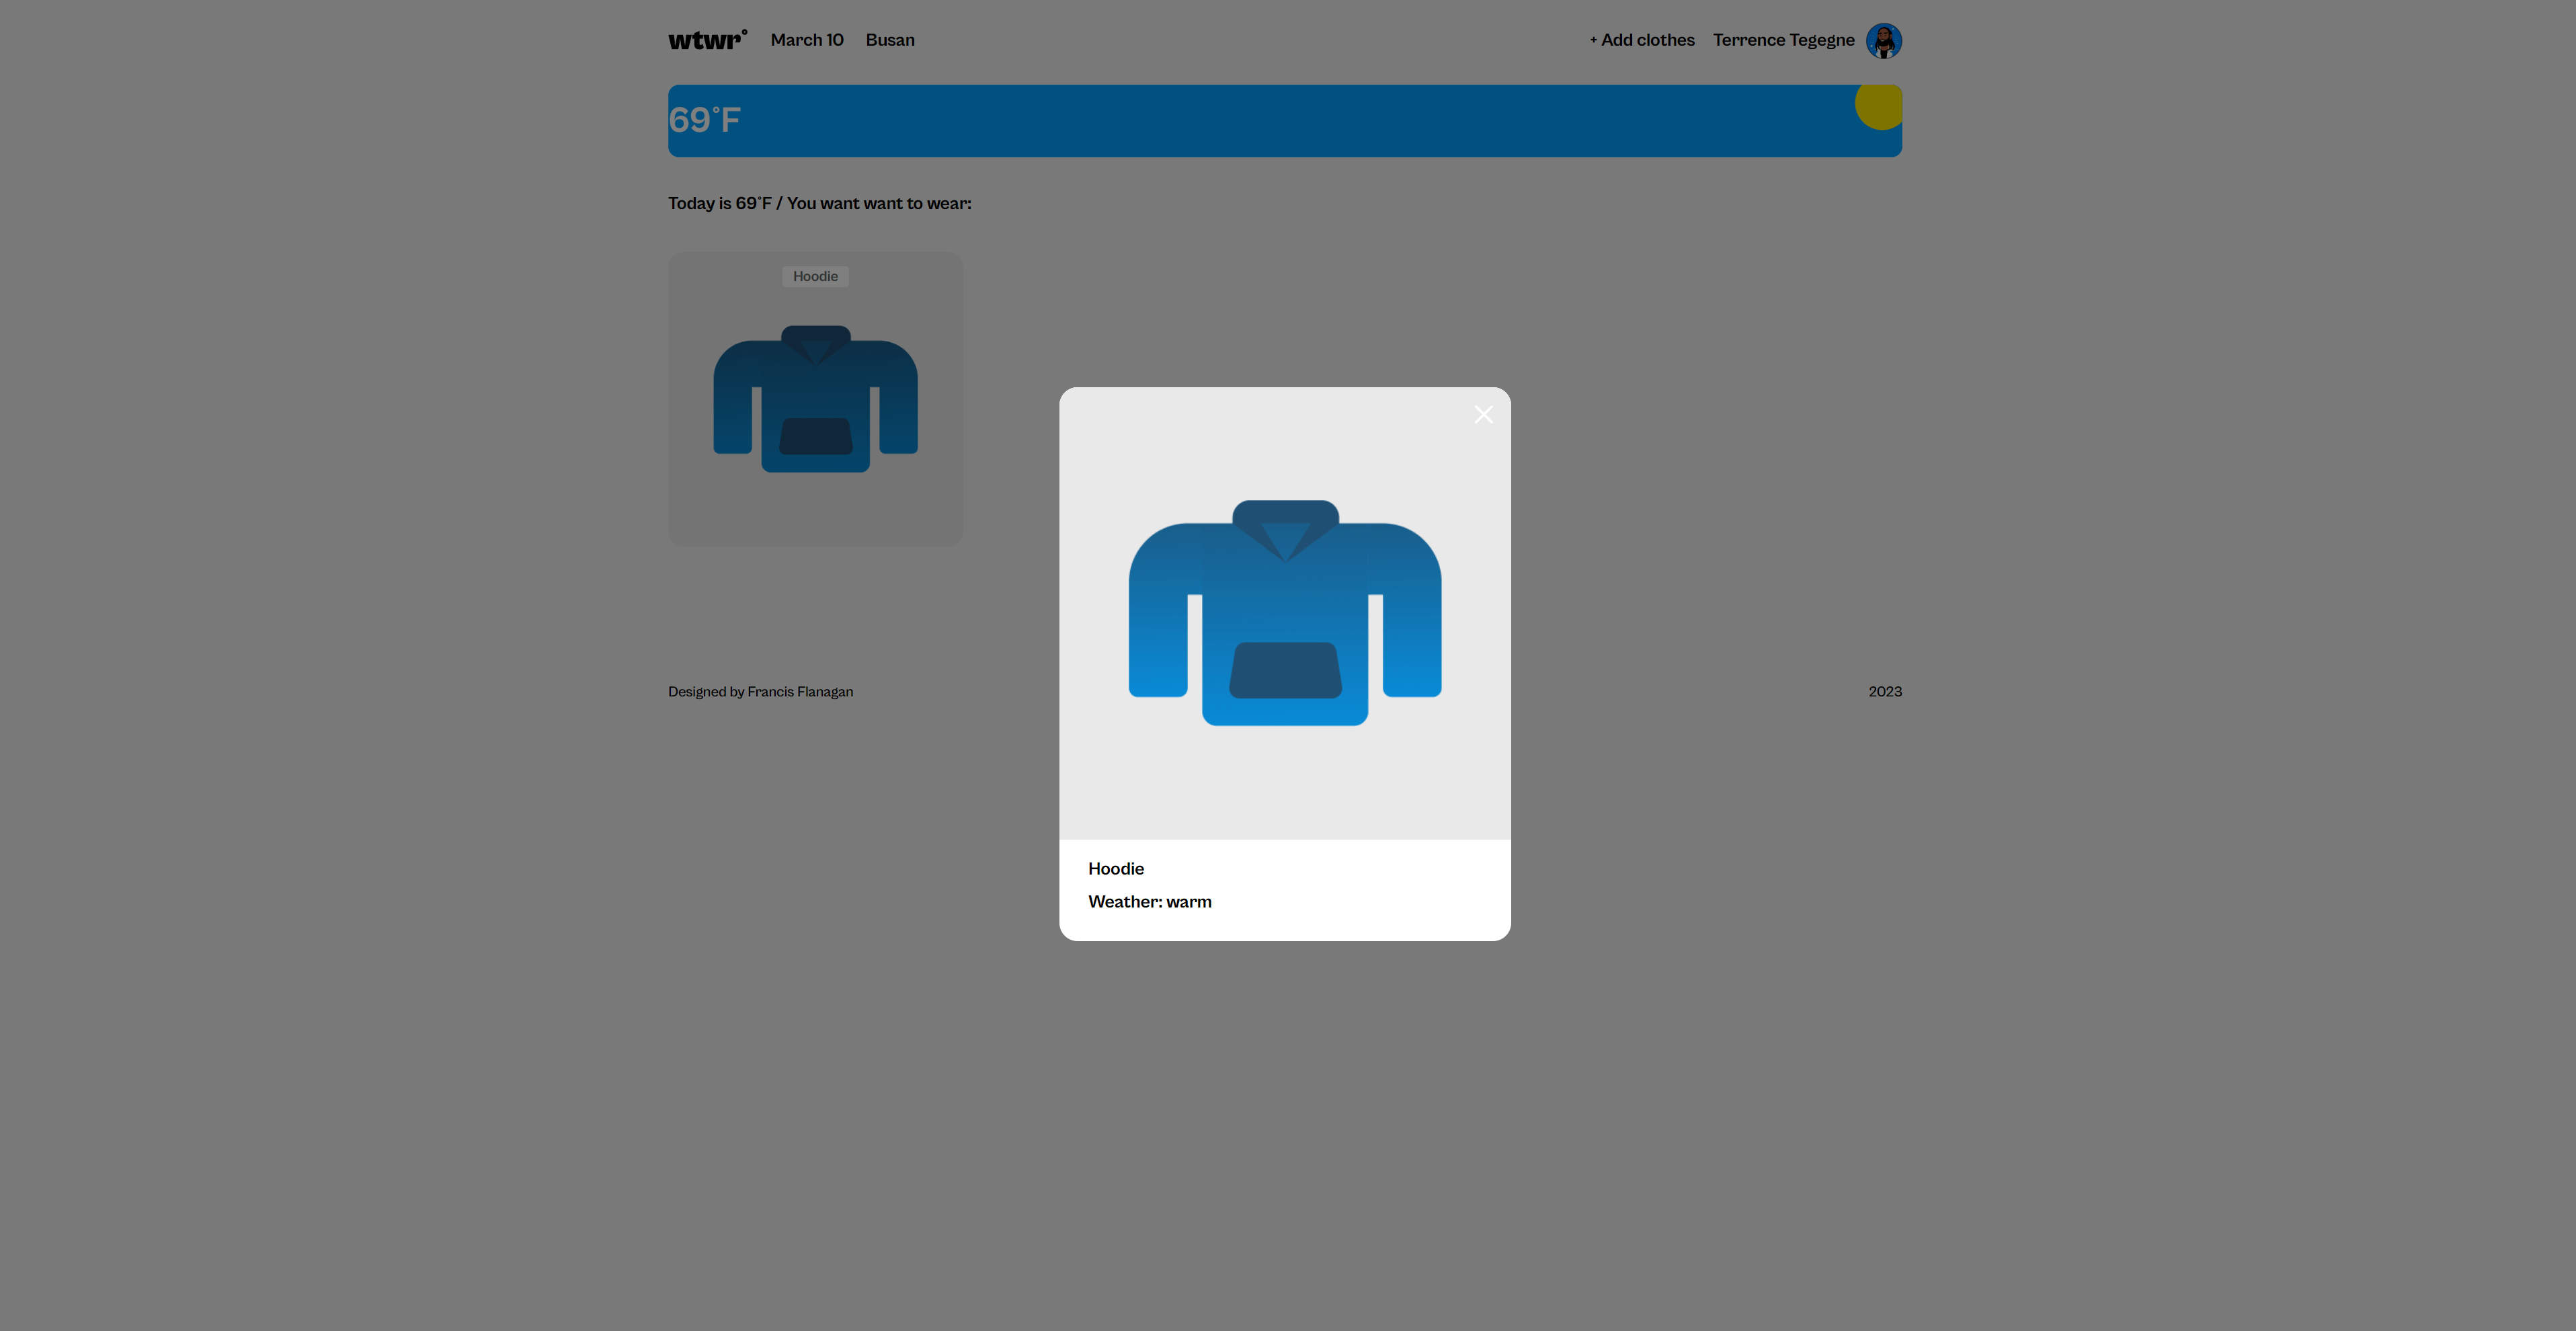 wtwr° March 10 Busan + Add clothes Terrence Tegegne
69°F
Today is 69°F / You want want to wear:
Hoodie
Hoodie
Weather: warm
Designed by Francis Flanagan 2023